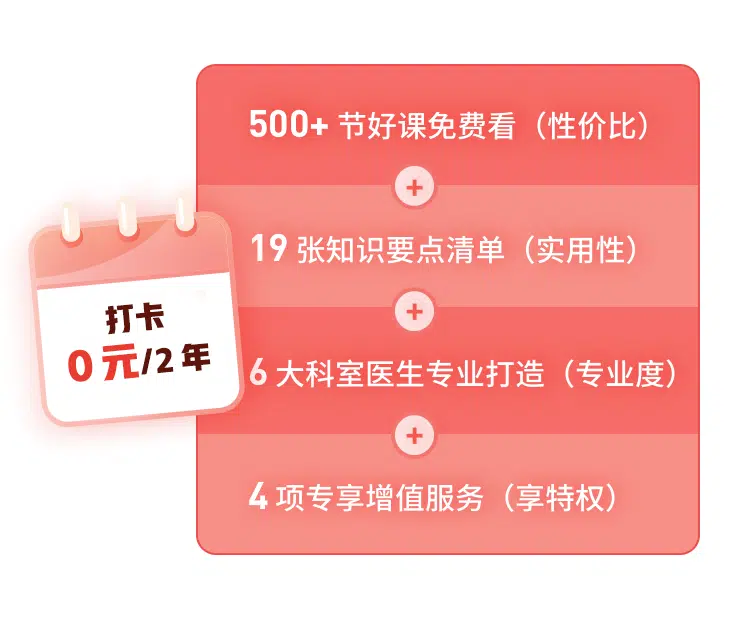 500+ 节好课免费看（性价比）
+
19 张知识要点清单（实用性）
+
打卡
0 元/2 年
6 大科室医生专业打造（专业度）
+
4 项专享增值服务（享特权）